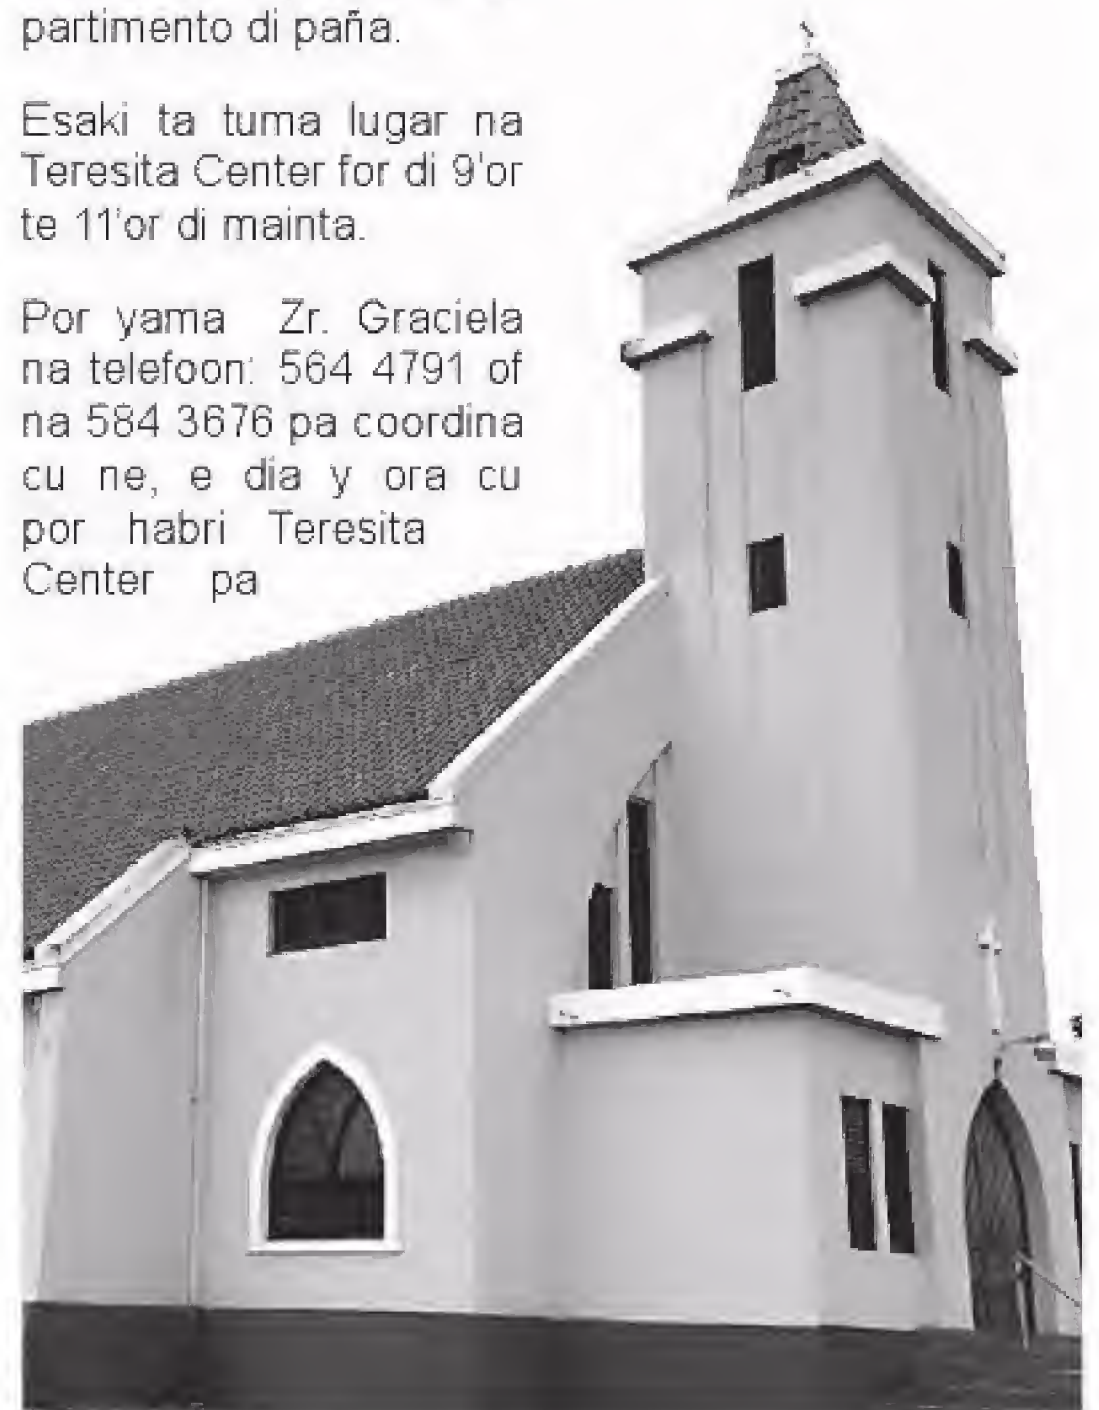 partimento di paña.
Esaki ta tuma lugar na
Teresita Center for di 9'or
te 11'or di mainta.
Por yama Zr. Graciela
na telefoon: 564 4791 of
na 584 3676 pa coordina
cu ne, e dia y ora cu
por habri Teresita
Center pa